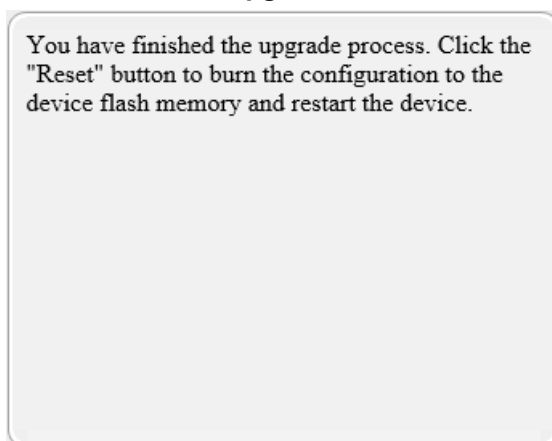 You have finished the upgrade process. Click the
"Reset" button to burn the configuration to the
device flash memory and restart the device.